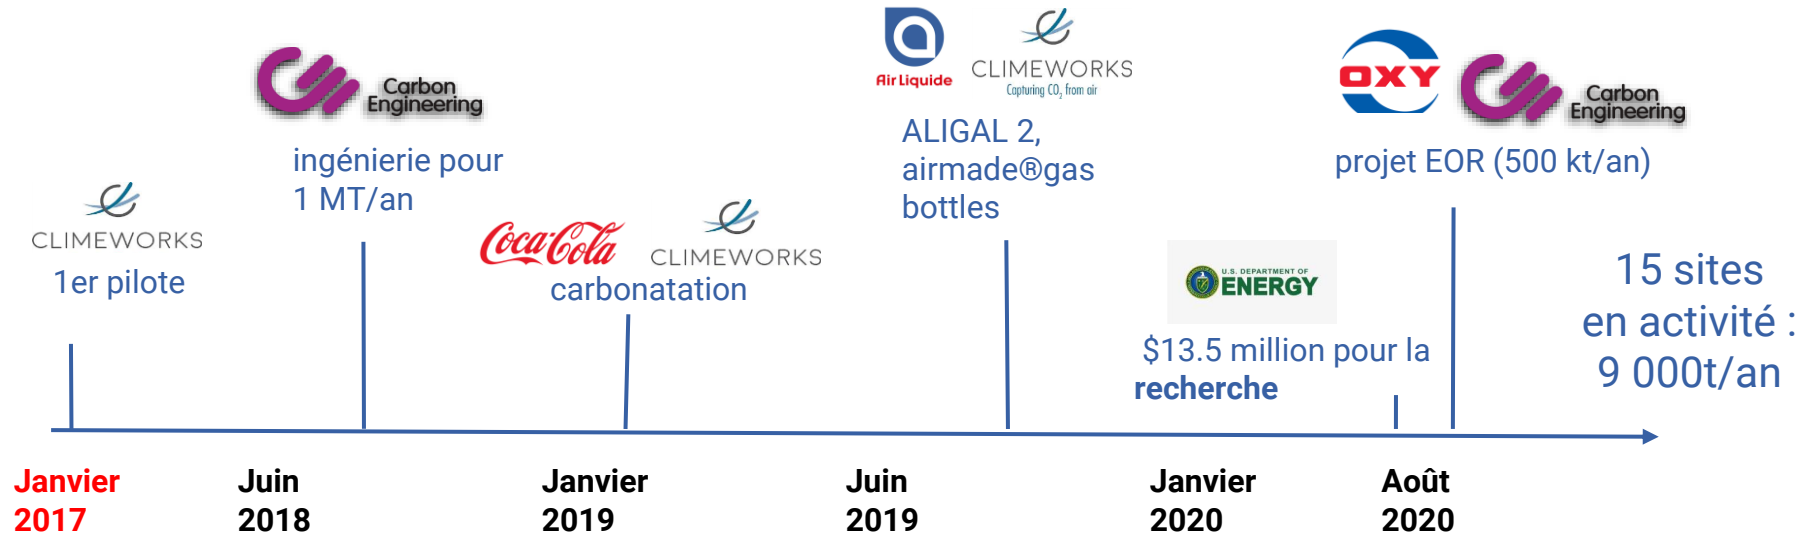 CLIMEWORKS
1er pilote
Carbon
Engineering
ingénierie pour
1 MT/an
Coca-Cola
CLIMEWORKS
carbonatation
Air Liquide
CLIMEWORKS
Capturing CO₂ from air
ALIGAL 2,
airmade®gas
bottles
U.S. DEPARTMENT OF
ENERGY
$13.5 million pour la
recherche
OXY
Carbon
Engineering
projet EOR (500 kt/an)
15 sites
en activité :
9 000t/an
Janvier
2017
Juin
2018
Janvier
2019
Juin
2019
Janvier
2020
Août
2020